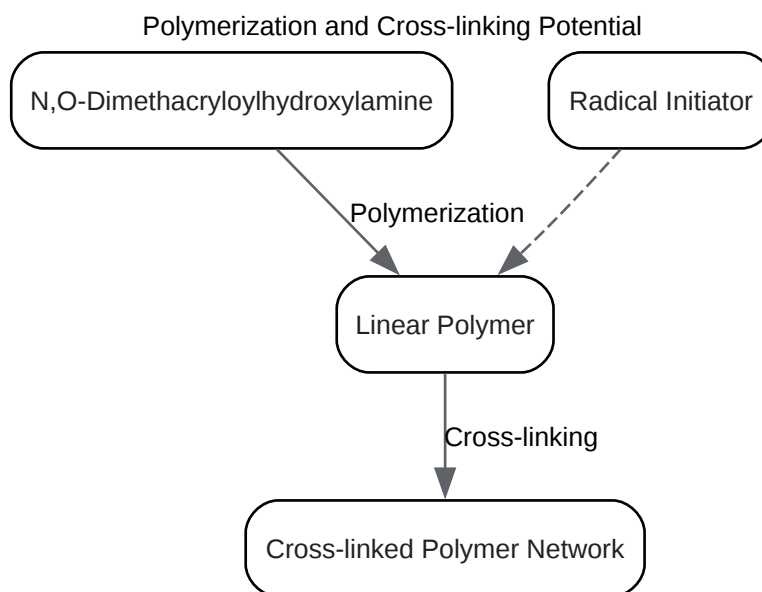 Polymerization and Cross-linking Potential
N,O-Dimethacryloylhydroxylamine
Radical Initiator
Polymerization
Linear Polymer
Cross-linking
Cross-linked Polymer Network